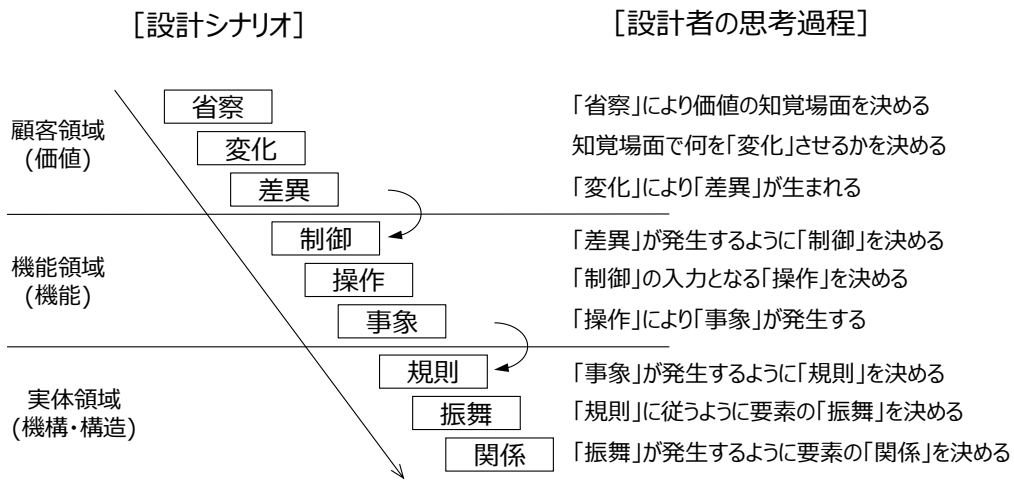 ［設計シナリオ］
［設計者の思考過程］
顧客領域
(価値)
省察
変化
差異
「省察」により価値の知覚場面を決める
知覚場面で何を「変化」させるかを決める
「変化」により「差異」が生まれる
機能領域
(機能)
制御
操作
事象
「差異」が発生するように「制御」を決める
「制御」の入力となる「操作」を決める
「操作」により「事象」が発生する
実体領域
(機構・構造)
規則
振舞
関係
「事象」が発生するように「規則」を決める
「規則」に従うように要素の「振舞」を決める
「振舞」が発生するように要素の「関係」を決める